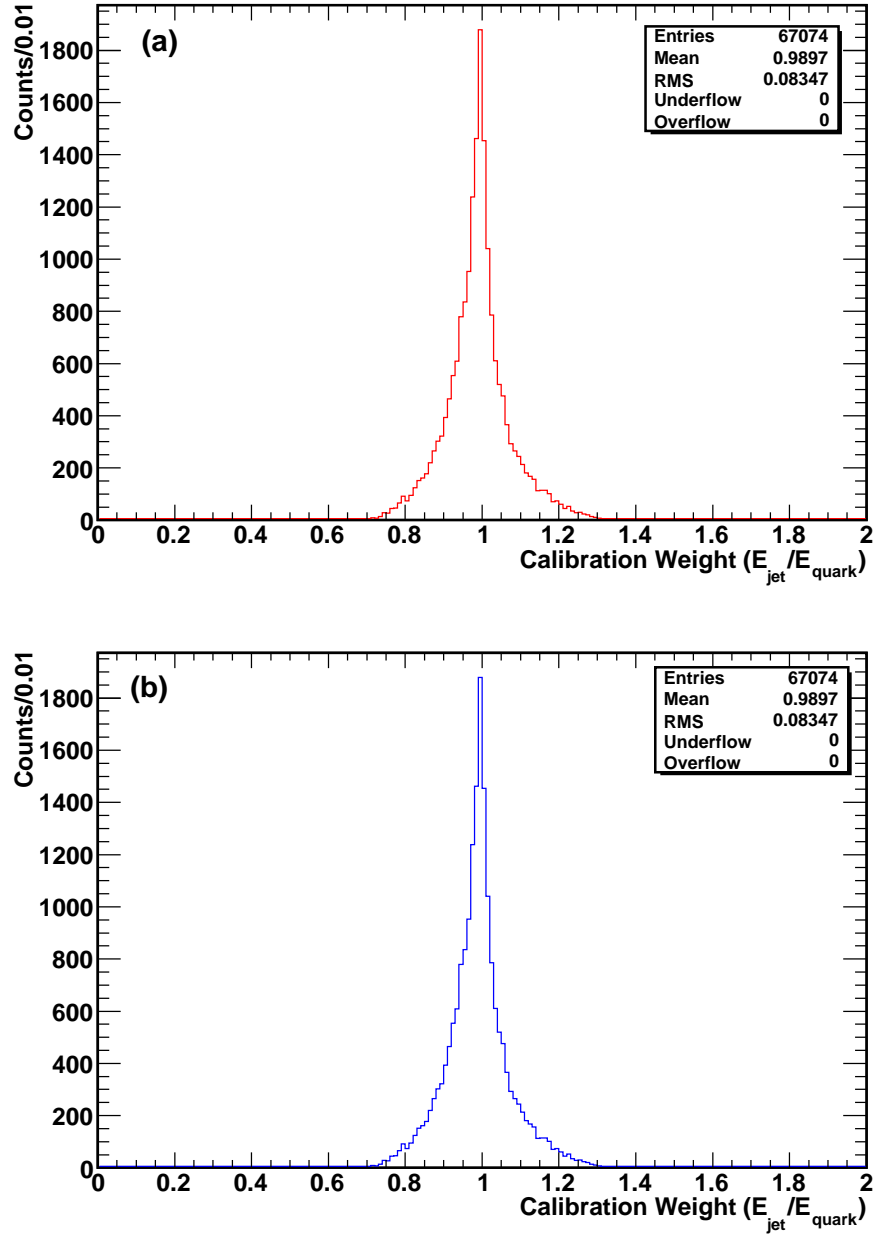 (a)
Counts/0.01
Entries 67074
Mean 0.9897
RMS 0.08347
Underflow 0
Overflow 0
1800
1600
1400
1200
1000
800
600
400
200
0
0 0.2 0.4 0.6 0.8 1 1.2 1.4 1.6 1.8 2
Calibration Weight (E_jet/E_quark)
(b)
Counts/0.01
Entries 67074
Mean 0.9897
RMS 0.08347
Underflow 0
Overflow 0
1800
1600
1400
1200
1000
800
600
400
200
0
0 0.2 0.4 0.6 0.8 1 1.2 1.4 1.6 1.8 2
Calibration Weight (E_jet/E_quark)